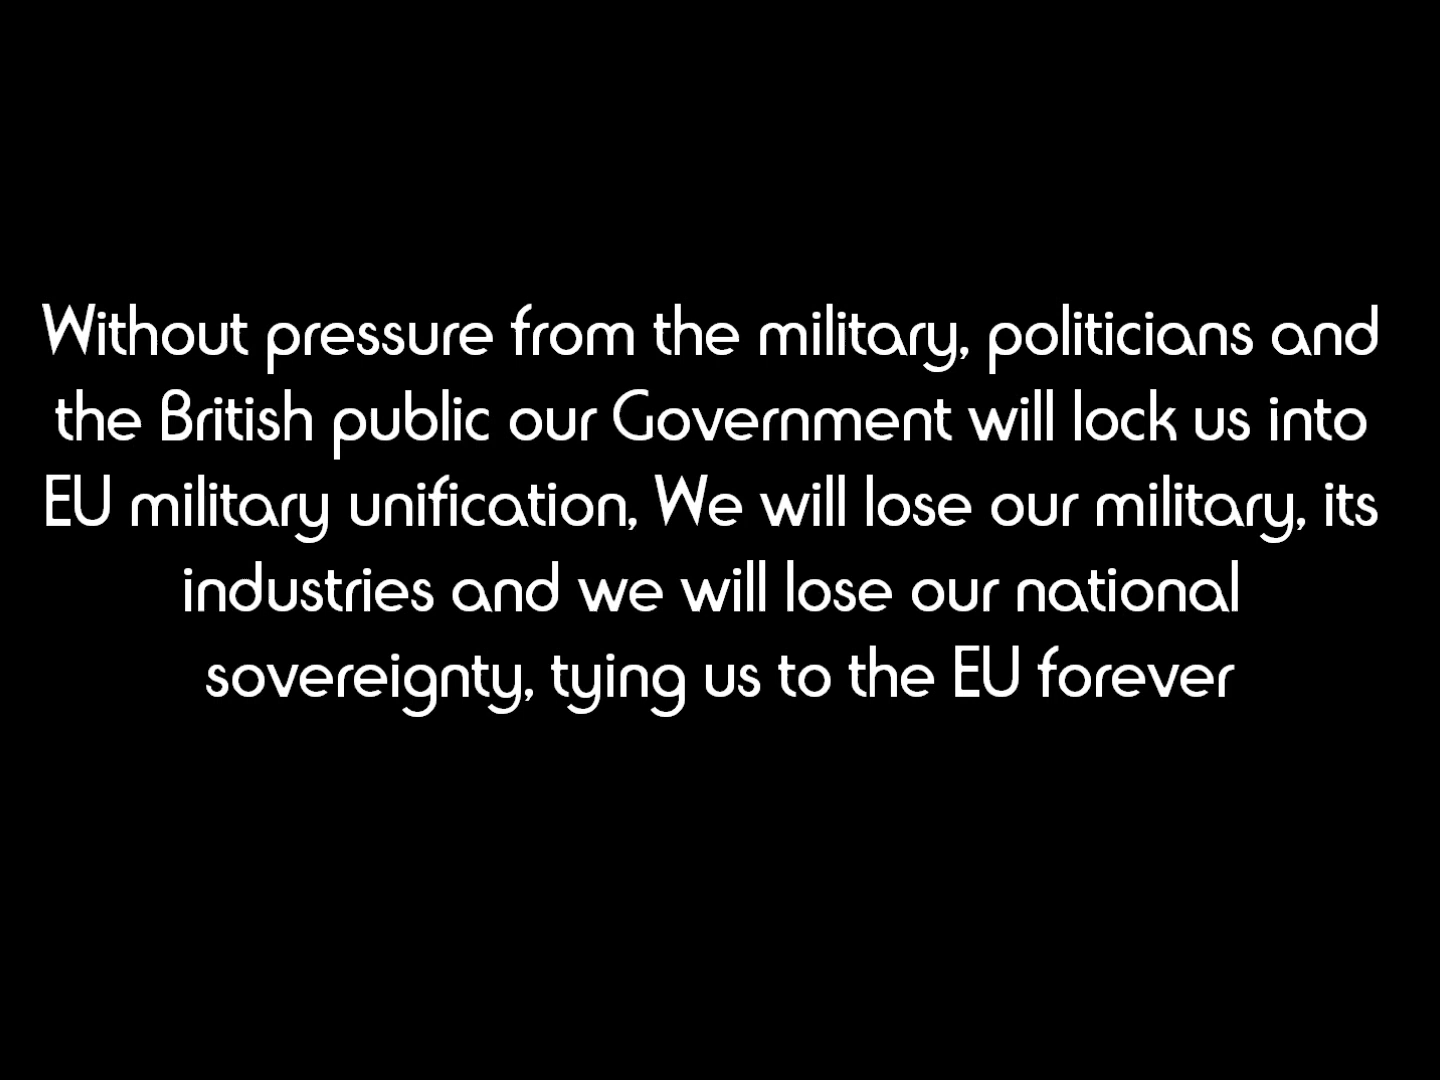 Without pressure from the military, politicians and
the British public our Government will lock us into
EU military unification, We will lose our military, its
industries and we will lose our national
sovereignty, tying us to the EU forever